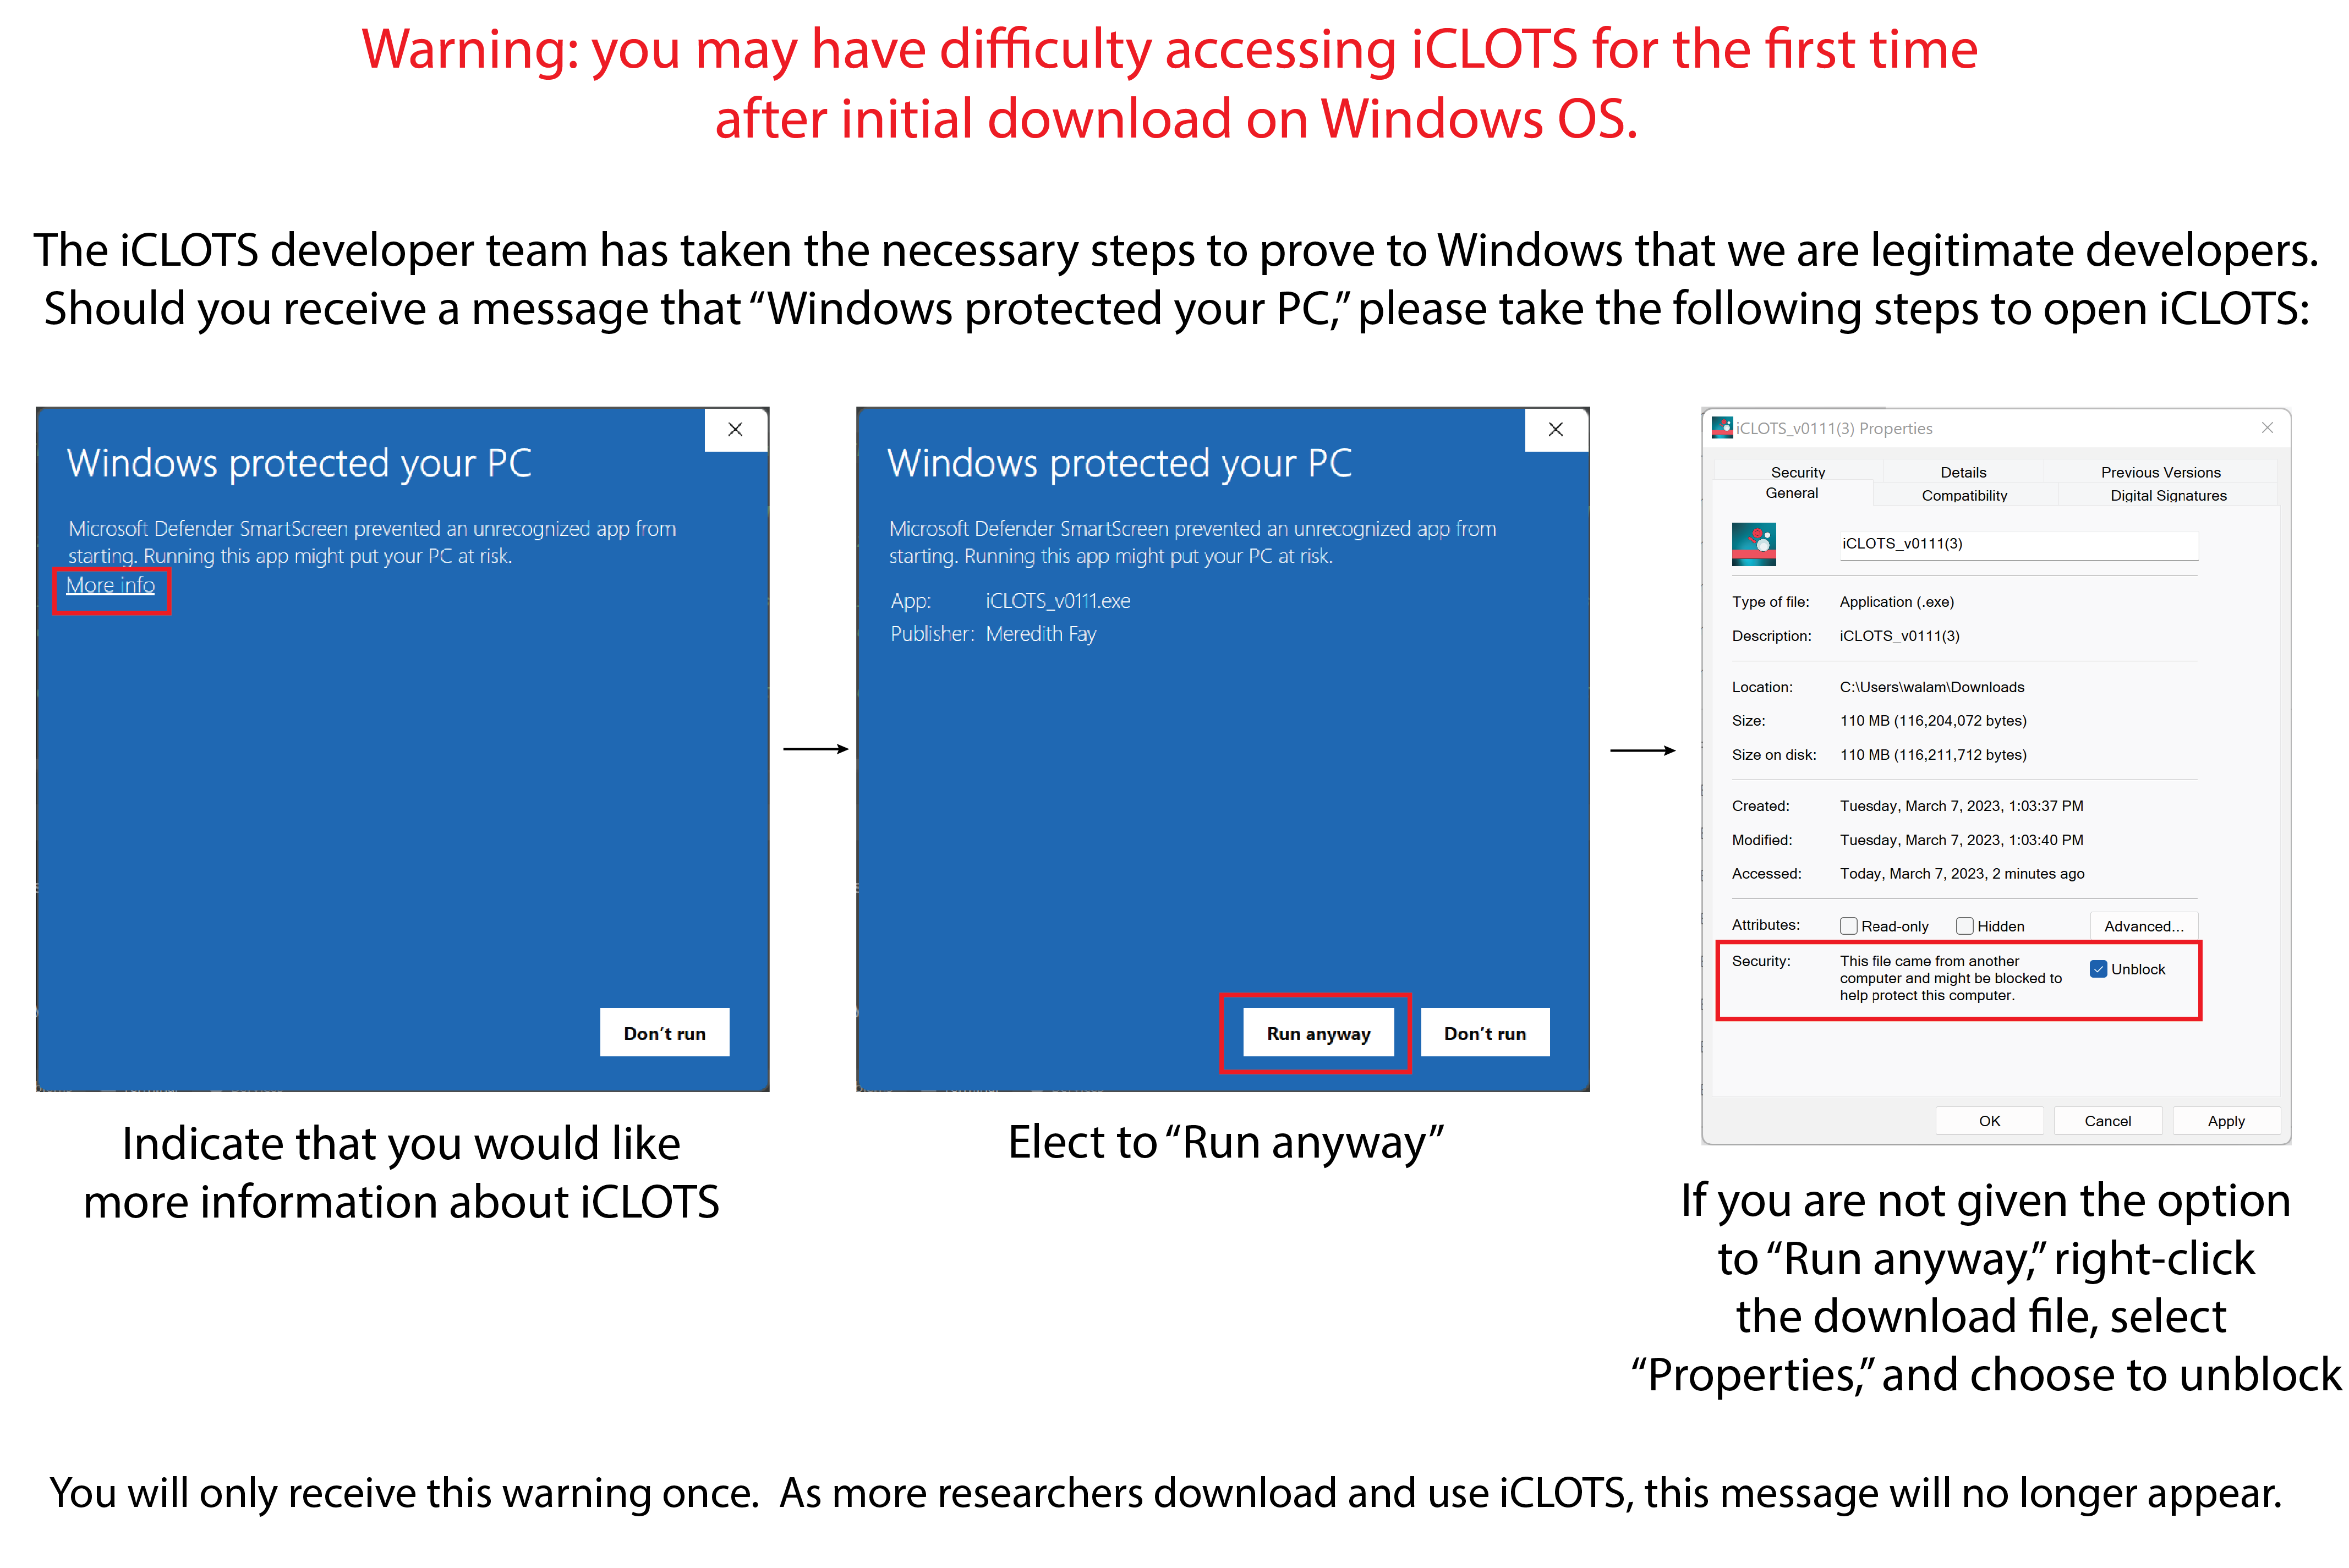 Warning: you may have difficulty accessing iCLOTS for the first time
after initial download on Windows OS.
The iCLOTS developer team has taken the necessary steps to prove to Windows that we are legitimate developers.
Should you receive a message that “Windows protected your PC,” please take the following steps to open iCLOTS:
Windows protected your PC
Microsoft Defender SmartScreen prevented an unrecognized app from
starting. Running this app might put your PC at risk.
More info
Don’t run
Indicate that you would like
more information about iCLOTS
Windows protected your PC
Microsoft Defender SmartScreen prevented an unrecognized app from
starting. Running this app might put your PC at risk.
App: iCLOTS_v0111.exe
Publisher: Meredith Fay
Run anyway Don’t run
Elect to “Run anyway”
iCLOTS_v0111(3) Properties
Security Details Previous Versions
General Compatibility Digital Signatures
iCLOTS_v0111(3)
Type of file: Application (.exe)
Description: iCLOTS_v0111(3)
Location: C:\Users\walam\Downloads
Size: 110 MB (116,204,072 bytes)
Size on disk: 110 MB (116,211,712 bytes)
Created: Tuesday, March 7, 2023, 1:03:37 PM
Modified: Tuesday, March 7, 2023, 1:03:40 PM
Accessed: Today, March 7, 2023, 2 minutes ago
Attributes: Read-only Hidden Advanced...
Security: This file came from another
computer and might be blocked to
help protect this computer.
Unblock
OK Cancel Apply
If you are not given the option
to “Run anyway,” right-click
the download file, select
“Properties,” and choose to unblock
You will only receive this warning once. As more researchers download and use iCLOTS, this message will no longer appear.